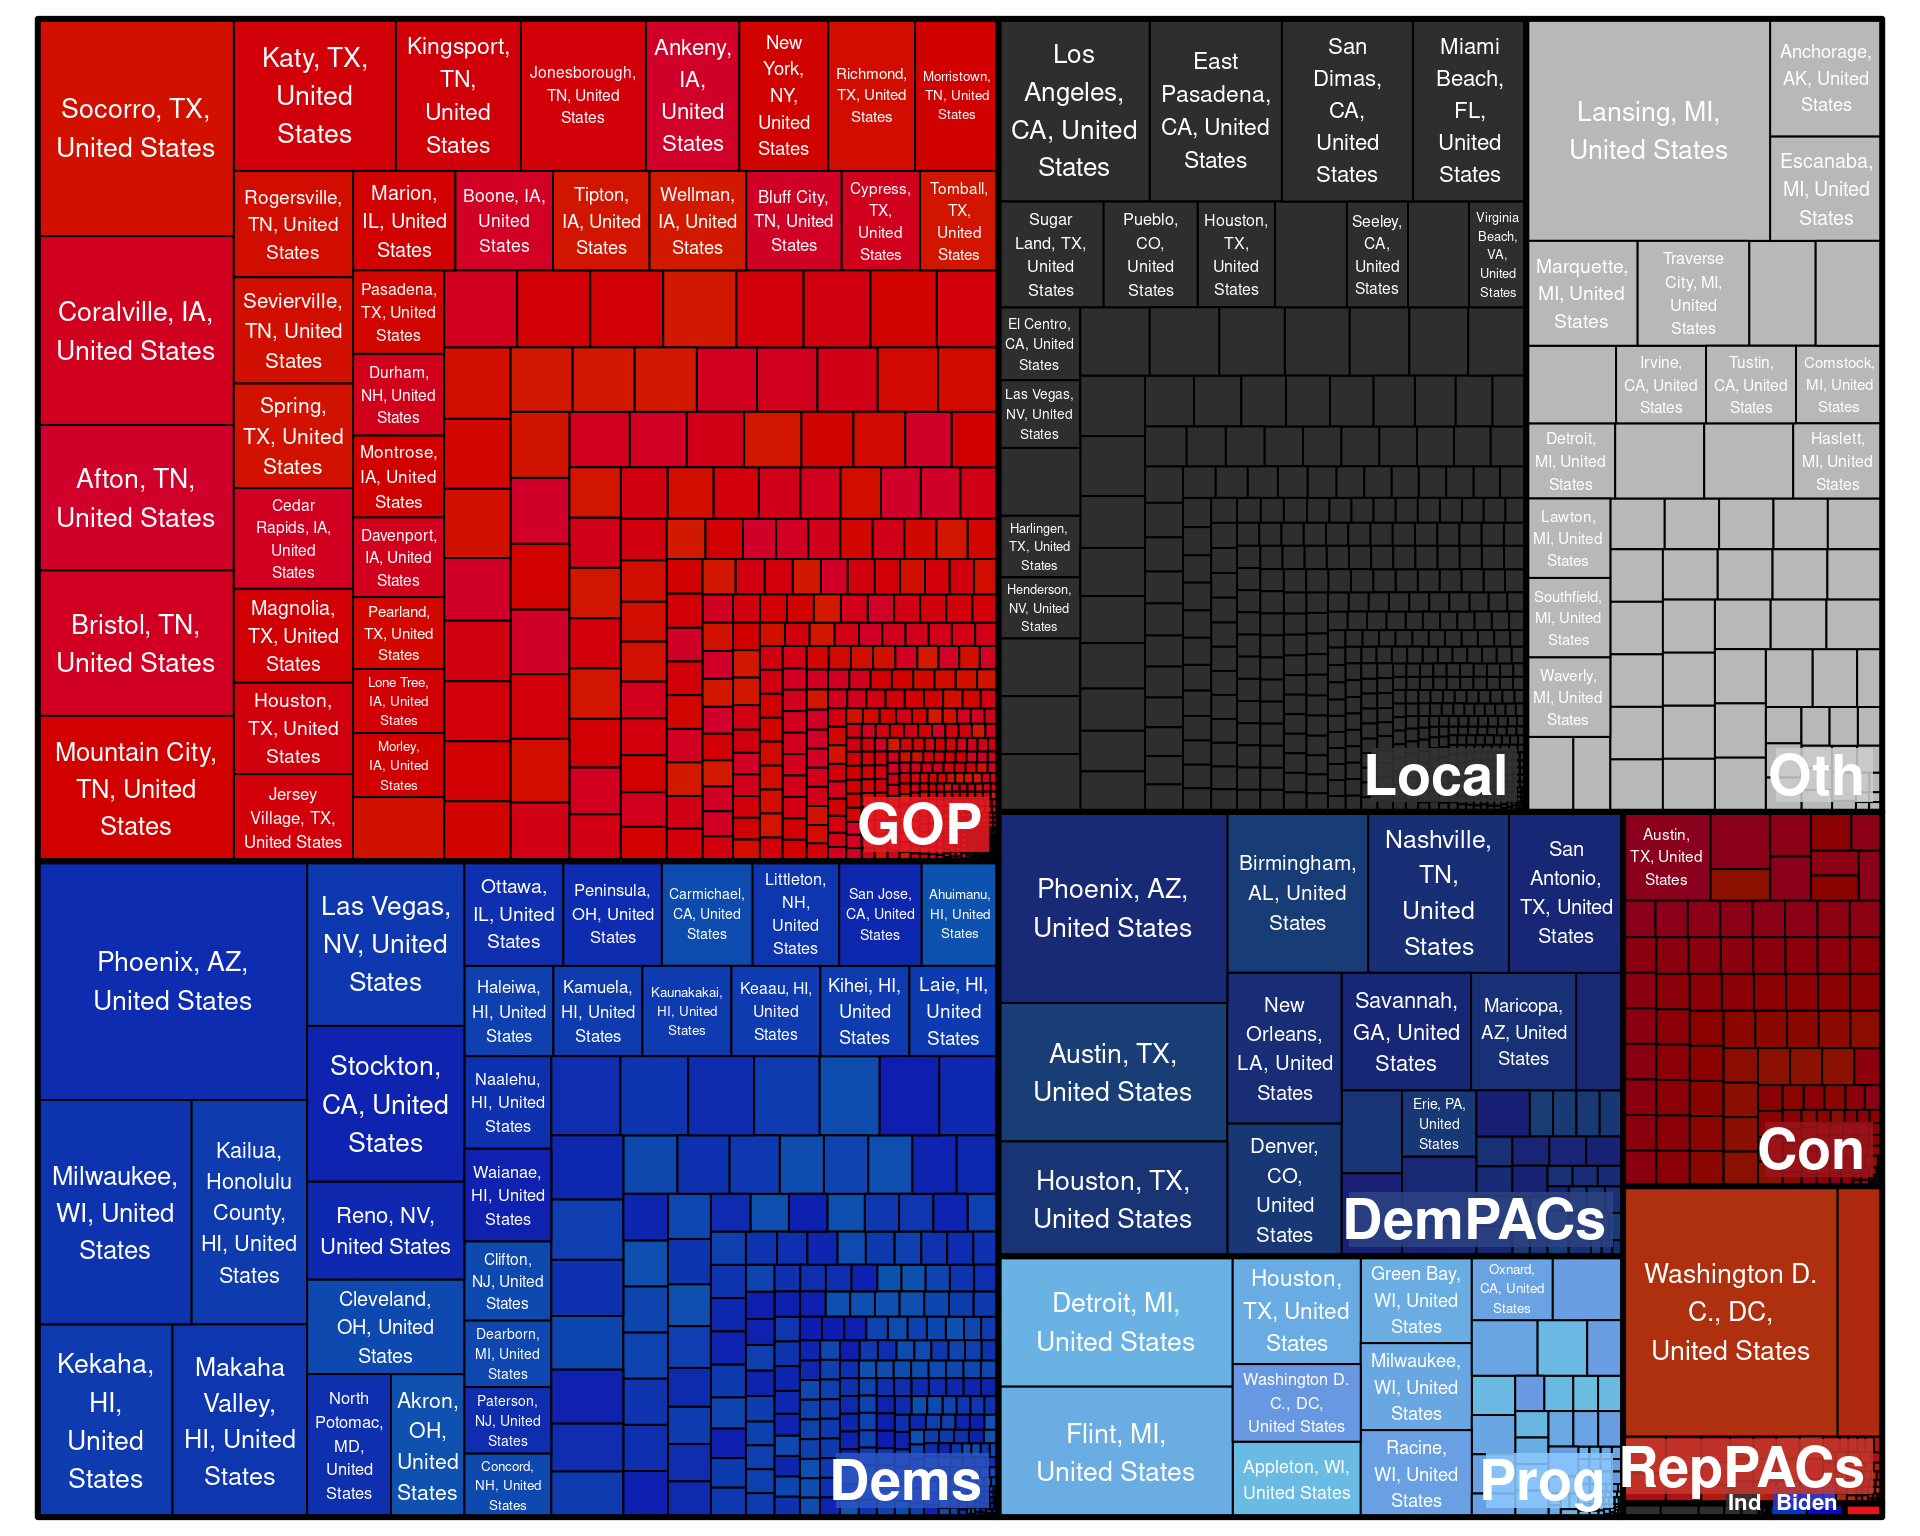 Socorro, TX,
United States
Coralville, IA,
United States
Afton, TN,
United States
Bristol, TN,
United States
Mountain City,
TN, United
States
Katy, TX,
United
States
Kingsport,
TN,
United
States
Jonesborough,
TN, United
States
Ankeny,
IA,
United
States
New
York,
NY,
United
States
Richmond,
TX, United
States
Morristown,
TN, United
States
Rogersville,
TN, United
States
Marion,
IL, United
States
Boone, IA,
United
States
Tipton,
IA, United
States
Wellman,
IA, United
States
Bluff City,
TN, United
States
Cypress,
TX,
United
States
Tomball,
TX,
United
States
Sevierville,
TN, United
States
Spring,
TX, United
States
Cedar
Rapids, IA,
United
States
Magnolia,
TX, United
States
Houston,
TX, United
States
Jersey
Village, TX,
United States
Pasadena,
TX, United
States
Durham,
NH, United
States
Montrose,
IA, United
States
Davenport,
IA, United
States
Pearland,
TX, United
States
Lone Tree,
IA, United
States
Morley,
IA, United
States
GOP
Los
Angeles,
CA, United
States
East
Pasadena,
CA, United
States
San
Dimas,
CA,
United
States
Miami
Beach,
FL,
United
States
Sugar
Land, TX,
United
States
Pueblo,
CO,
United
States
Houston,
TX,
United
States
Seeley,
CA,
United
States
Virginia
Beach,
VA,
United
States
El Centro,
CA, United
States
Las Vegas,
NV, United
States
Harlingen,
TX, United
States
Henderson,
NV, United
States
Local
Lansing, MI,
United States
Anchorage,
AK, United
States
Escanaba,
MI, United
States
Marquette,
MI, United
States
Traverse
City, MI,
United
States
Irvine,
CA, United
States
Tustin,
CA, United
States
Comstock,
MI, United
States
Detroit,
MI, United
States
Haslett,
MI, United
States
Lawton,
MI, United
States
Southfield,
MI, United
States
Waverly,
MI, United
States
Oth
Phoenix, AZ,
United States
Milwaukee,
WI, United
States
Kailua,
Honolulu
County,
HI, United
States
Kekaha,
HI,
United
States
Makaha
Valley,
HI, United
States
Las Vegas,
NV, United
States
Stockton,
CA, United
States
Reno, NV,
United States
Cleveland,
OH, United
States
North
Potomac,
MD,
United
States
Akron,
OH,
United
States
Ottawa,
IL, United
States
Peninsula,
OH, United
States
Carmichael,
CA, United
States
Littleton,
NH,
United
States
San Jose,
CA, United
States
Ahuimanu,
HI, United
States
Haleiwa,
HI, United
States
Kamuela,
HI, United
States
Kaunakakai,
HI, United
States
Keaau, HI,
United
States
Kihei, HI,
United
States
Laie, HI,
United
States
Naalehu,
HI, United
States
Waianae,
HI, United
States
Clifton,
NJ, United
States
Dearborn,
MI, United
States
Paterson,
NJ, United
States
Concord,
NH, United
States
Dems
Phoenix, AZ,
United States
Austin, TX,
United States
Houston, TX,
United States
Birmingham,
AL, United
States
Nashville,
TN,
United
States
San
Antonio,
TX, United
States
New
Orleans,
LA, United
States
Savannah,
GA, United
States
Maricopa,
AZ, United
States
Denver,
CO,
United
States
Erie, PA,
United
States
DemPACs
Austin,
TX, United
States
Con
Detroit, MI,
United States
Flint, MI,
United States
Houston,
TX, United
States
Washington D.
C., DC,
United States
Appleton, WI,
United States
Green Bay,
WI, United
States
Milwaukee,
WI, United
States
Racine,
WI, United
States
Oxnard,
CA, United
States
Prog
Washington D.
C., DC,
United States
RepPACs
Ind
Biden